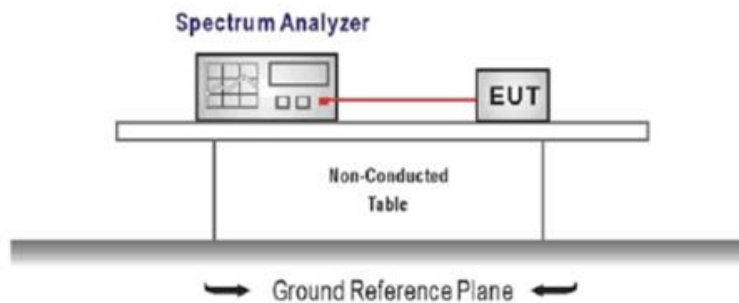 Spectrum Analyzer
EUT
Non-Conducted
Table
Ground Reference Plane